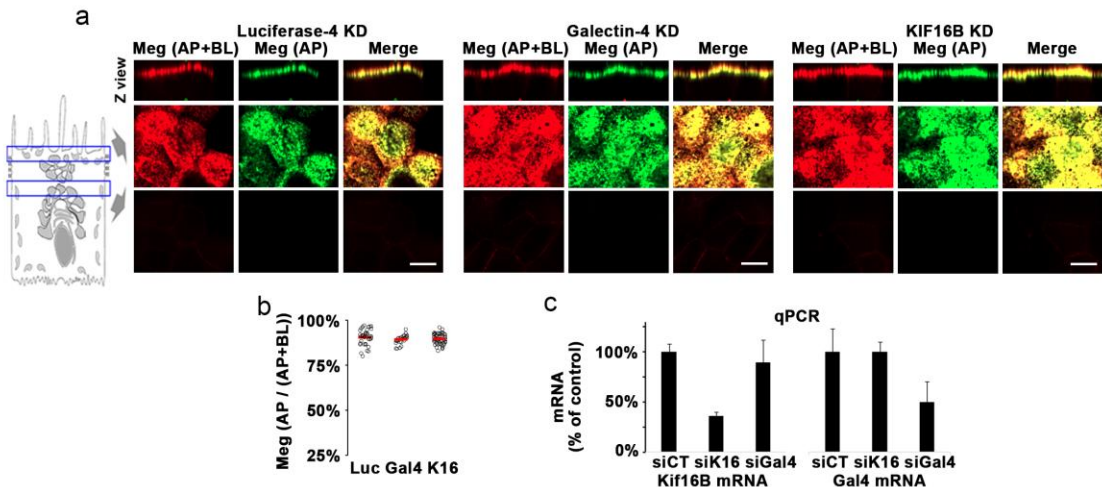 a
Luciferase-4 KD
Meg (AP+BL) Meg (AP) Merge
Galectin-4 KD
Meg (AP+BL) Meg (AP) Merge
KIF16B KD
Meg (AP+BL) Meg (AP) Merge
Z view
b
100%
75%
50%
25%
Meg (AP / (AP+BL))
Luc Gal4 K16
c
qPCR
mRNA
(% of control)
100%
50%
0%
siCT siK16 siGal4
Kif16B mRNA
siCT siK16 siGal4
Gal4 mRNA